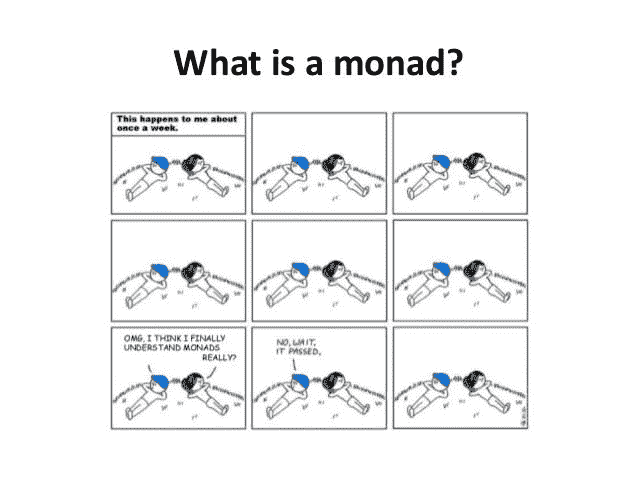 What is a monad?
This happens to me about
once a week.
OMG, I THINK I FINALLY
UNDERSTAND MONADS
REALLY?
NO, WAIT,
IT PASSED.